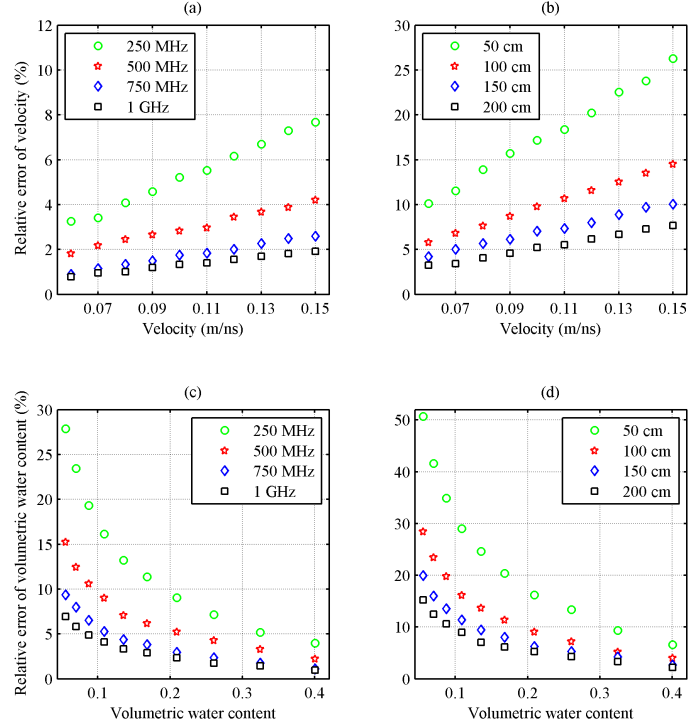 (a)
Relative error of velocity (%)
12
10
8
6
4
2
0
250 MHz
500 MHz
750 MHz
1 GHz
0.07
0.09
0.11
0.13
0.15
Velocity (m/ns)
(b)
30
25
20
15
10
5
0
50 cm
100 cm
150 cm
200 cm
0.07
0.09
0.11
0.13
0.15
Velocity (m/ns)
(c)
Relative error of volumetric water content (%)
30
25
20
15
10
5
0
250 MHz
500 MHz
750 MHz
1 GHz
0.1
0.2
0.3
0.4
Volumetric water content
(d)
50
40
30
20
10
0
50 cm
100 cm
150 cm
200 cm
0.1
0.2
0.3
0.4
Volumetric water content